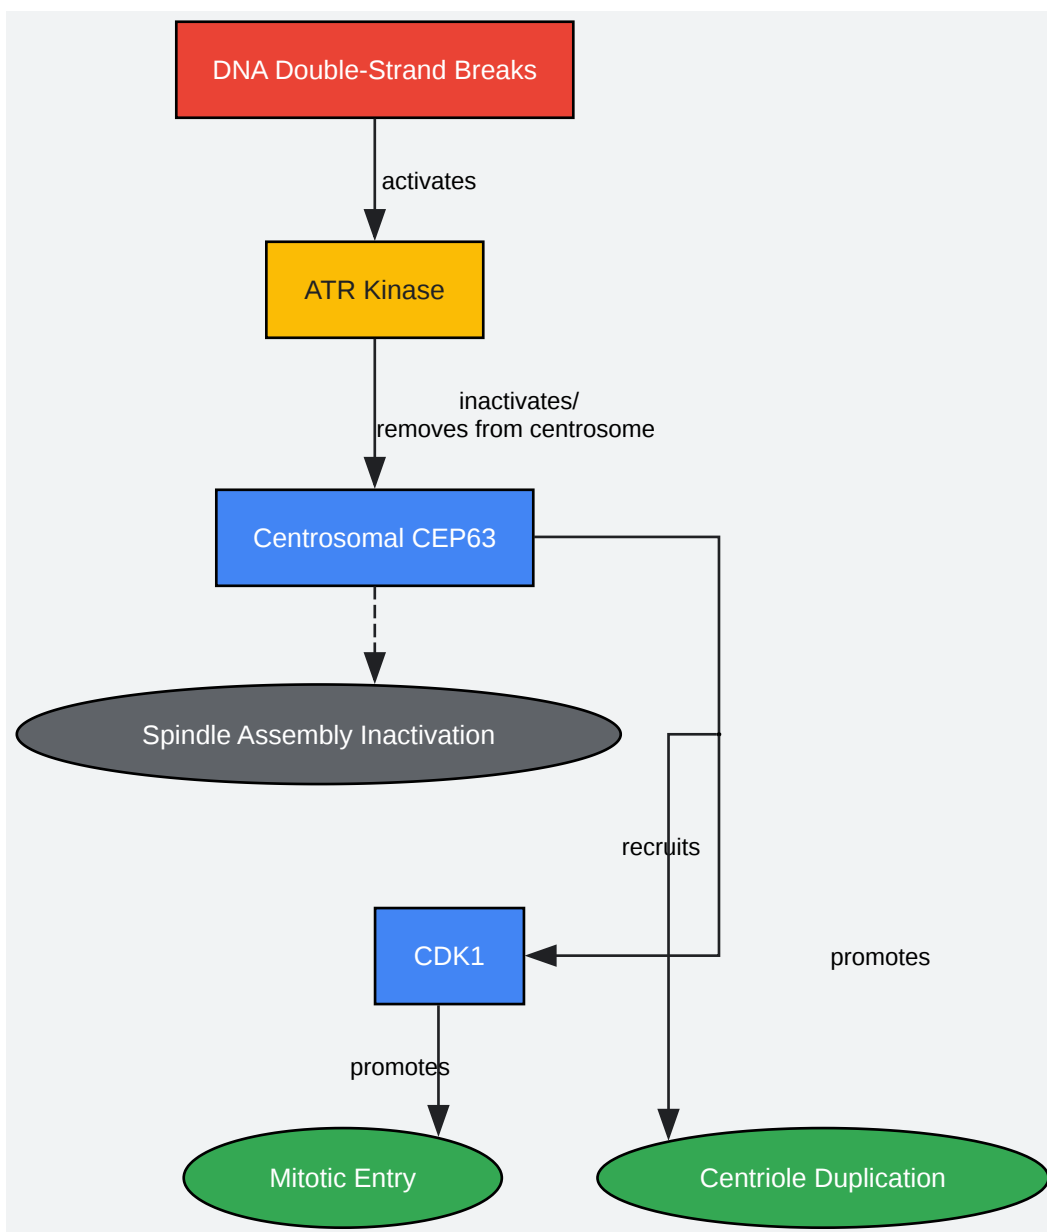 DNA Double-Strand Breaks
activates
ATR Kinase
inactivates/
removes from centrosome
Centrosomal CEP63
Spindle Assembly Inactivation
recruits
CDK1
promotes
promotes
Mitotic Entry
Centriole Duplication